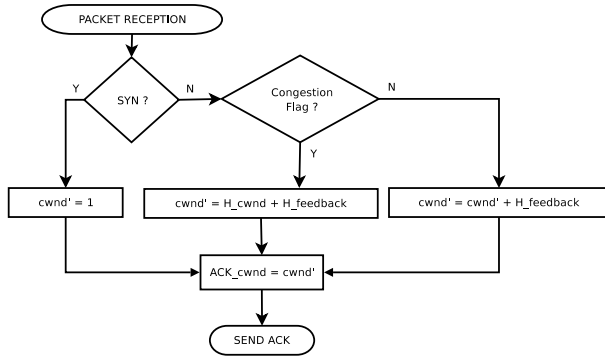 PACKET RECEPTION
SYN ?
Y
N
Congestion
Flag ?
N
Y
cwnd' = 1
cwnd' = H_cwnd + H_feedback
cwnd' = cwnd' + H_feedback
ACK_cwnd = cwnd'
SEND ACK